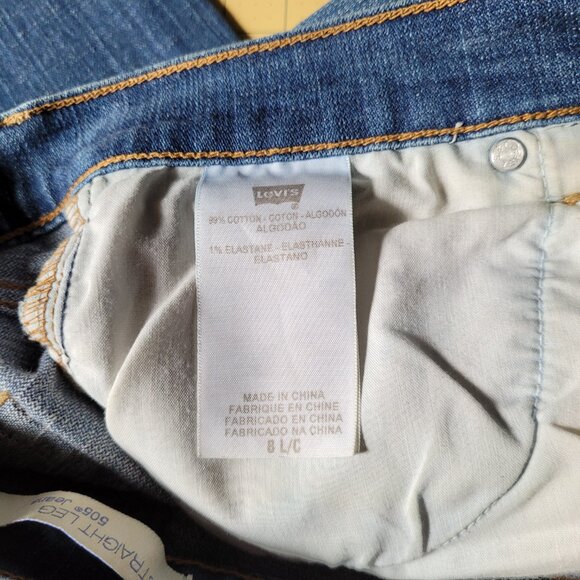 LEVI'S
®
99% COTTON - COTON - ALGODÓN
ALGODÃO
1% ELASTANE - ELASTHANNE -
ELASTANO
MADE IN CHINA
FABRIQUE EN CHINE
FABRICADO EN CHINA
FABRICADO NA CHINA
8 L/C
STRAIGHT LEG
505® Jeans